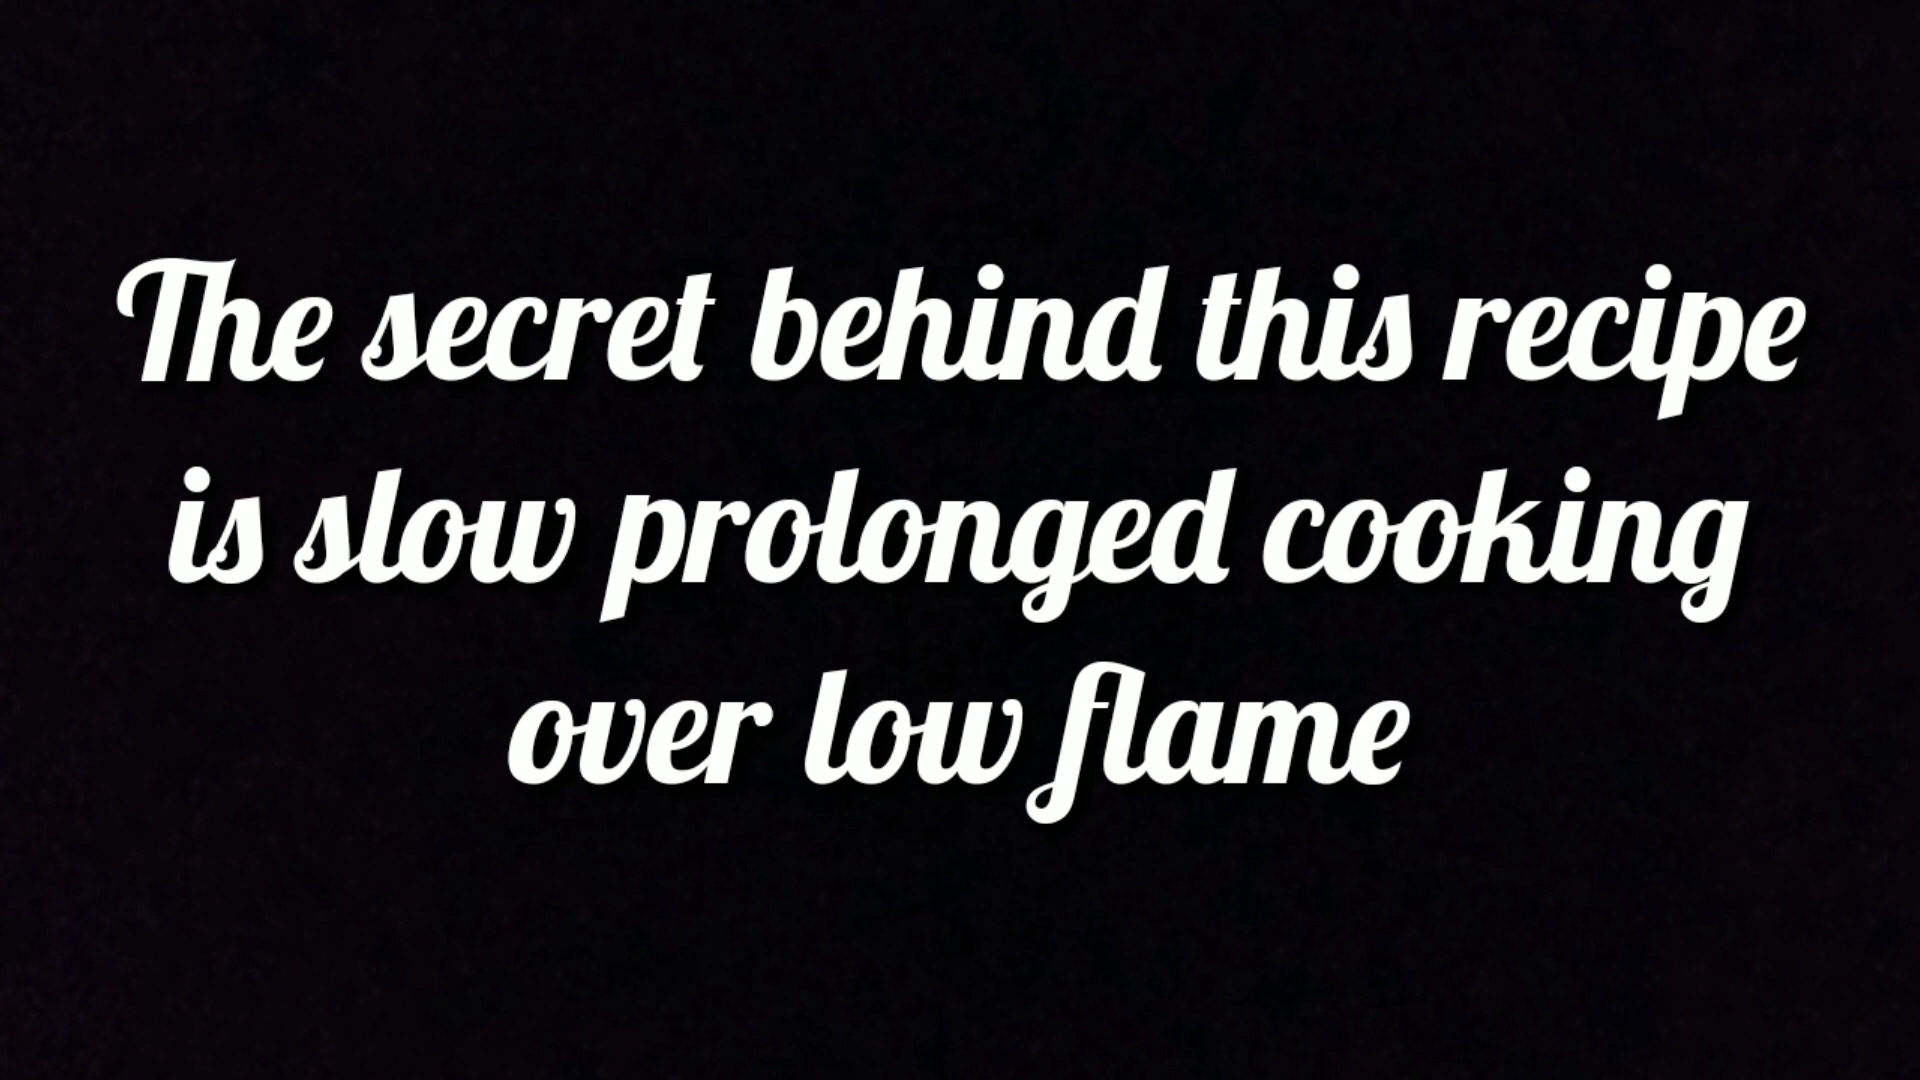 The secret behind this recipe
is slow prolonged cooking
over low flame